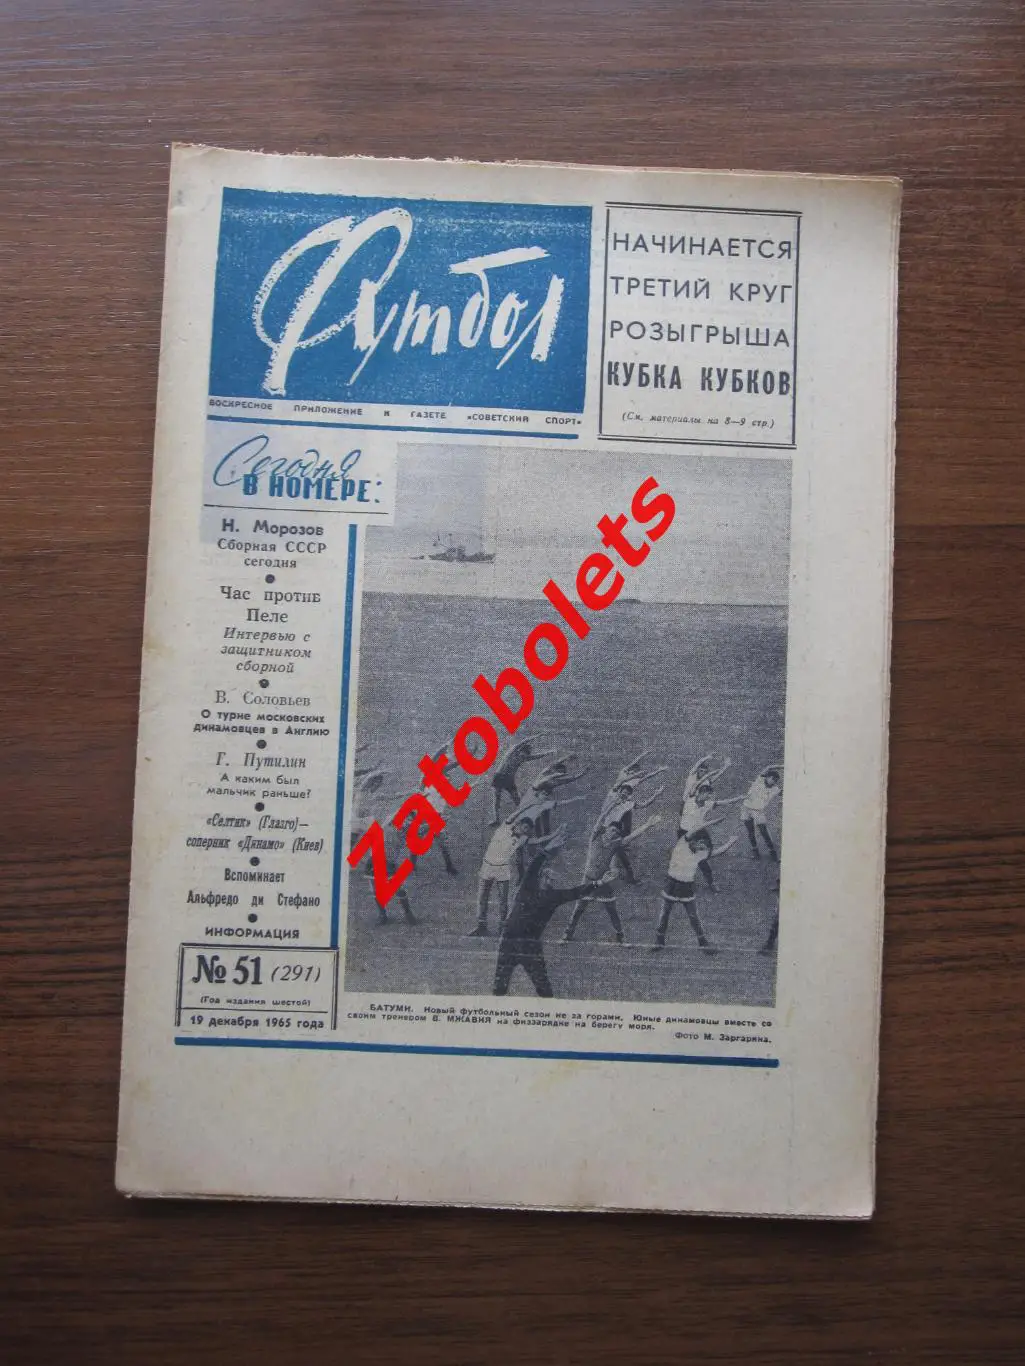 Футбол
ВОСКРЕСНОЕ ПРИЛОЖЕНИЕ К ГАЗЕТЕ «СОВЕТСКИЙ СПОРТ»
НАЧИНАЕТСЯ
ТРЕТИЙ КРУГ
РОЗЫГРЫША
КУБКА КУБКОВ
(См. материалы на 8—9 стр.)
Сегодня
В НОМЕРЕ:
Н. Морозов
Сборная СССР
сегодня
●
Час против
Пеле
Интервью с
защитником
сборной
●
В. Соловьев
О турне московских
динамовцев в Англию
●
Г. Путилин
А каким был
мальчик раньше?
●
«Селтик» (Глазго)—
соперник «Динамо» (Киев)
●
Вспоминает
Альфредо ди Стефано
●
ИНФОРМАЦИЯ
№ 51 (291)
(Год издания шестой)
19 декабря 1965 года
БАТУМИ. Новый футбольный сезон не за горами. Юные динамовцы вместе со
своим тренером В. МЖАВИЯ на физзарядке на берегу моря.
Фото М. Заргаряна.
Zatobolets